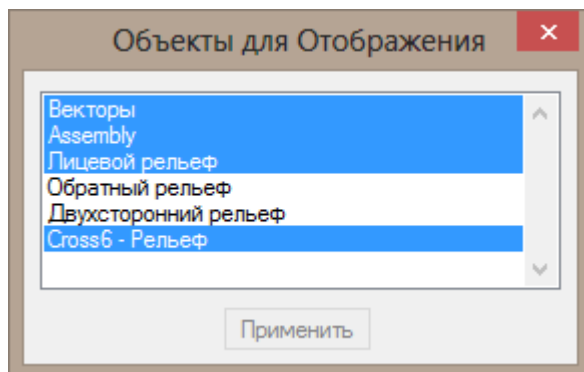 Объекты для Отображения
Векторы
Assembly
Лицевой рельеф
Обратный рельеф
Двухсторонний рельеф
Cross6 - Рельеф
Применить